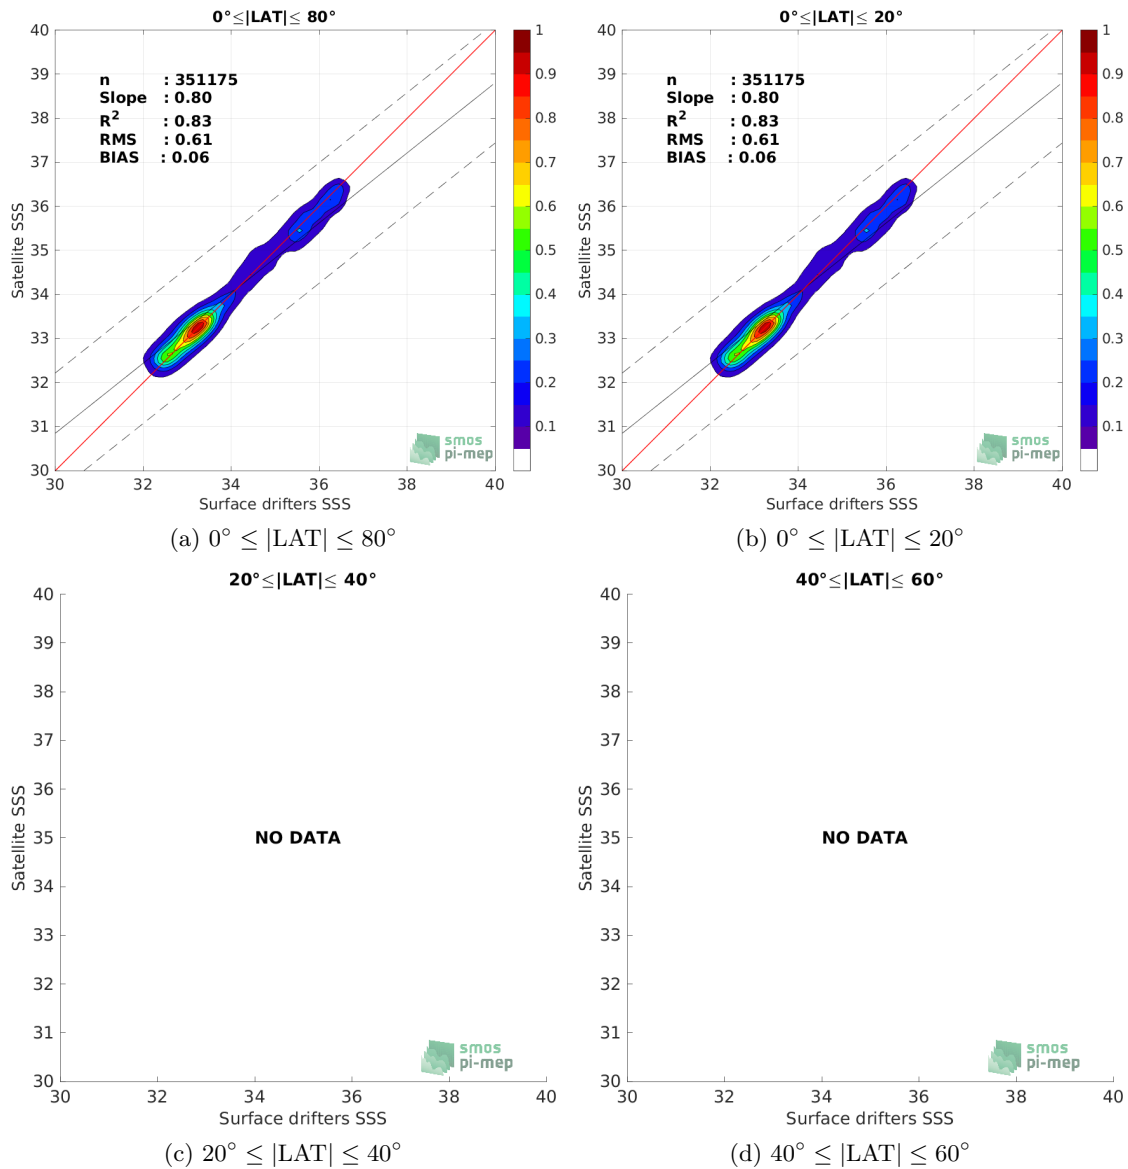 0°≤|LAT|≤ 80°
40
39
38
37
36
35
34
33
32
31
30
n : 351175
Slope : 0.80
R² : 0.83
RMS : 0.61
BIAS : 0.06
Satellite SSS
smos
pi-mep
30 32 34 36 38 40
Surface drifters SSS
1
0.9
0.8
0.7
0.6
0.5
0.4
0.3
0.2
0.1
(a) 0° ≤ |LAT| ≤ 80°
0°≤|LAT|≤ 20°
40
39
38
37
36
35
34
33
32
31
30
n : 351175
Slope : 0.80
R² : 0.83
RMS : 0.61
BIAS : 0.06
Satellite SSS
smos
pi-mep
30 32 34 36 38 40
Surface drifters SSS
1
0.9
0.8
0.7
0.6
0.5
0.4
0.3
0.2
0.1
(b) 0° ≤ |LAT| ≤ 20°
20°≤|LAT|≤ 40°
40
39
38
37
36
35
34
33
32
31
30
Satellite SSS
NO DATA
smos
pi-mep
30 32 34 36 38 40
Surface drifters SSS
(c) 20° ≤ |LAT| ≤ 40°
40°≤|LAT|≤ 60°
40
39
38
37
36
35
34
33
32
31
30
Satellite SSS
NO DATA
smos
pi-mep
30 32 34 36 38 40
Surface drifters SSS
(d) 40° ≤ |LAT| ≤ 60°